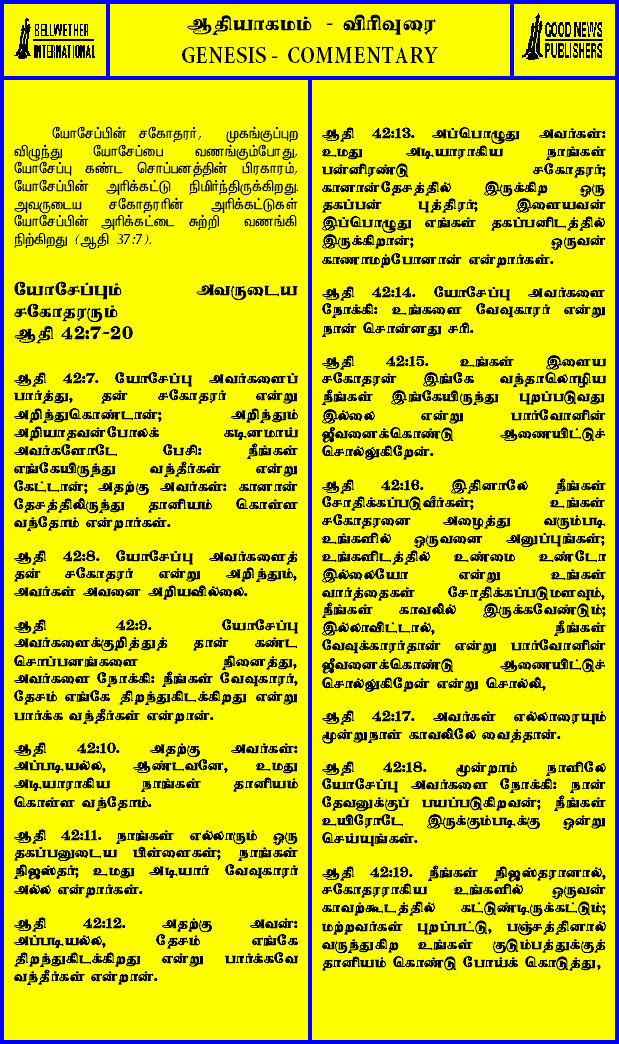 BELLWETHER
INTERNATIONAL
ஆதியாகமம் - விரிவுரை
GENESIS - COMMENTARY
GOOD NEWS
PUBLISHERS
யோசேப்பின் சகோதரர், முகங்குப்புற
விழுந்து யோசேப்பை வணங்கும்போது,
யோசேப்பு கண்ட சொப்பனத்தின் பிரகாரம்,
யோசேப்பின் அரிக்கட்டு நிமிர்ந்திருக்கிறது.
அவருடைய சகோதரரின் அரிக்கட்டுகள்
யோசேப்பின் அரிக்கட்டை சுற்றி வணங்கி
நிற்கிறது (ஆதி 37:7).
யோசேப்பும் அவருடைய
சகோதரரும்
ஆதி 42:7-20
ஆதி 42:7. யோசேப்பு அவர்களைப்
பார்த்து, தன் சகோதரர் என்று
அறிந்துகொண்டான்; அறிந்தும்
அறியாதவன்போலக் கடினமாய்
அவர்களோடே பேசி: நீங்கள்
எங்கேயிருந்து வந்தீர்கள் என்று
கேட்டான்; அதற்கு அவர்கள்: கானான்
தேசத்திலிருந்து தானியம் கொள்ள
வந்தோம் என்றார்கள்.
ஆதி 42:8. யோசேப்பு அவர்களைத்
தன் சகோதரர் என்று அறிந்தும்,
அவர்கள் அவனை அறியவில்லை.
ஆதி 42:9. யோசேப்பு
அவர்களைக்குறித்துத் தான் கண்ட
சொப்பனங்களை நினைத்து,
அவர்களை நோக்கி: நீங்கள் வேவுகாரர்,
தேசம் எங்கே திறந்துகிடக்கிறது என்று
பார்க்க வந்தீர்கள் என்றான்.
ஆதி 42:10. அதற்கு அவர்கள்:
அப்படியல்ல, ஆண்டவனே, உமது
அடியாராகிய நாங்கள் தானியம்
கொள்ள வந்தோம்.
ஆதி 42:11. நாங்கள் எல்லாரும் ஒரு
தகப்பனுடைய பிள்ளைகள்; நாங்கள்
நிஜஸ்தர்; உமது அடியார் வேவுகாரர்
அல்ல என்றார்கள்.
ஆதி 42:12. அதற்கு அவன்:
அப்படியல்ல, தேசம் எங்கே
திறந்துகிடக்கிறது என்று பார்க்கவே
வந்தீர்கள் என்றான்.
ஆதி 42:13. அப்பொழுது அவர்கள்:
உமது அடியாராகிய நாங்கள்
பன்னிரண்டு சகோதரர்;
கானான்தேசத்தில் இருக்கிற ஒரு
தகப்பன் புத்திரர்; இளையவன்
இப்பொழுது எங்கள் தகப்பனிடத்தில்
இருக்கிறான்; ஒருவன்
காணாமற்போனான் என்றார்கள்.
ஆதி 42:14. யோசேப்பு அவர்களை
நோக்கி: உங்களை வேவுகாரர் என்று
நான் சொன்னது சரி.
ஆதி 42:15. உங்கள் இளைய
சகோதரன் இங்கே வந்தாலொழிய
நீங்கள் இங்கேயிருந்து புறப்படுவது
இல்லை என்று பார்வோனின்
ஜீவனைக்கொண்டு ஆணையிட்டுச்
சொல்லுகிறேன்.
ஆதி 42:16. இதினாலே நீங்கள்
சோதிக்கப்படுவீர்கள்; உங்கள்
சகோதரனை அழைத்து வரும்படி
உங்களில் ஒருவனை அனுப்புங்கள்;
உங்களிடத்தில் உண்மை உண்டோ
இல்லையோ என்று உங்கள்
வார்த்தைகள் சோதிக்கப்படுமளவும்,
நீங்கள் காவலில் இருக்கவேண்டும்;
இல்லாவிட்டால், நீங்கள்
வேவுக்காரர்தான் என்று பார்வோனின்
ஜீவனைக்கொண்டு ஆணையிட்டுச்
சொல்லுகிறேன் என்று சொல்லி,
ஆதி 42:17. அவர்கள் எல்லாரையும்
மூன்றுநாள் காவலிலே வைத்தான்.
ஆதி 42:18. மூன்றாம் நாளிலே
யோசேப்பு அவர்களை நோக்கி: நான்
தேவனுக்குப் பயப்படுகிறவன்; நீங்கள்
உயிரோடே இருக்கும்படிக்கு ஒன்று
செய்யுங்கள்.
ஆதி 42:19. நீங்கள் நிஜஸ்தரானால்,
சகோதரராகிய உங்களில் ஒருவன்
காவற்கூடத்தில் கட்டுண்டிருக்கட்டும்;
மற்றவர்கள் புறப்பட்டு, பஞ்சத்தினால்
வருந்துகிற உங்கள் குடும்பத்துக்குத்
தானியம் கொண்டு போய்க் கொடுத்து,